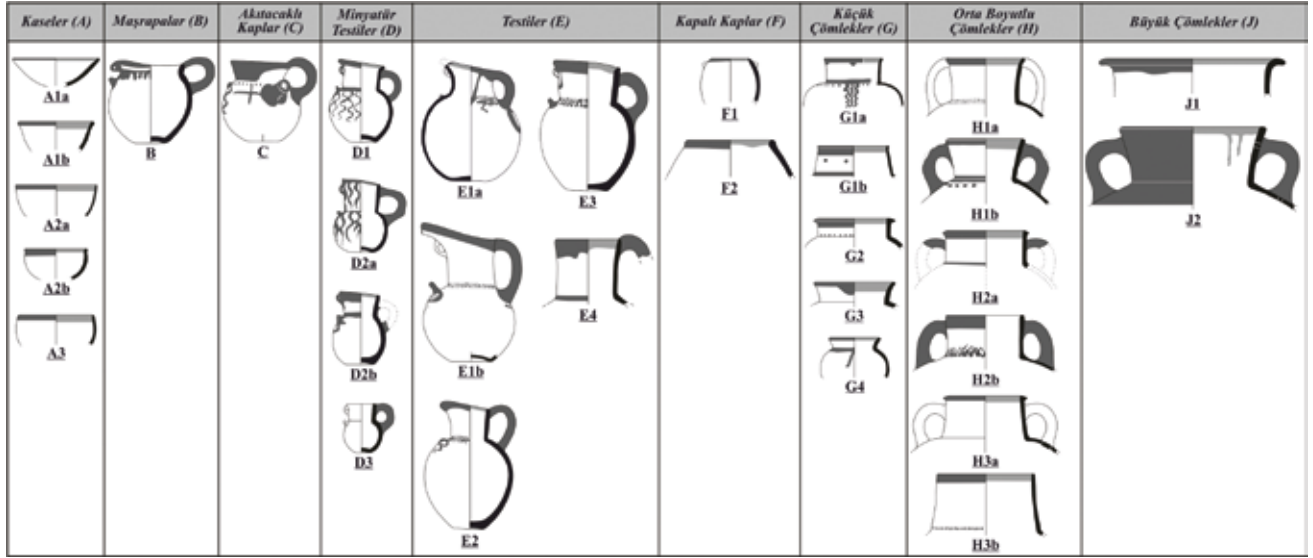 Kaseler (A)
Maşrapalar (B)
Akıtacaklı
Kaplar (C)
Minyatür
Testiler (D)
Testiler (E)
Kapalı Kaplar (F)
Küçük
Çömlekler (G)
Orta Boyutlu
Çömlekler (H)
Büyük Çömlekler (J)
A1a
A1b
A2a
A2b
A3
B
C
D1
D2a
D2b
D3
E1a
E1b
E2
E3
E4
F1
F2
G1a
G1b
G2
G3
G4
H1a
H1b
H2a
H2b
H3a
H3b
J1
J2